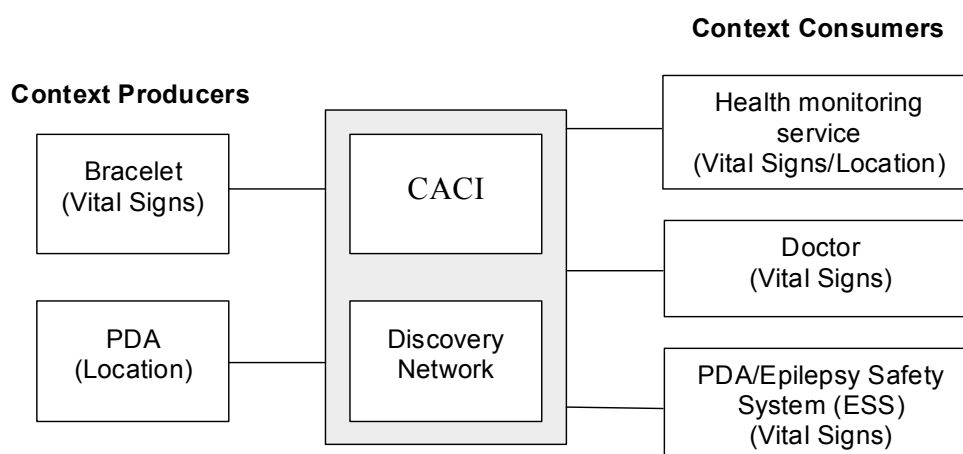 Context Consumers
Context Producers
Health monitoring
service
(Vital Signs/Location)
Bracelet
(Vital Signs)
CACI
Doctor
(Vital Signs)
PDA
(Location)
Discovery
Network
PDA/Epilepsy Safety
System (ESS)
(Vital Signs)